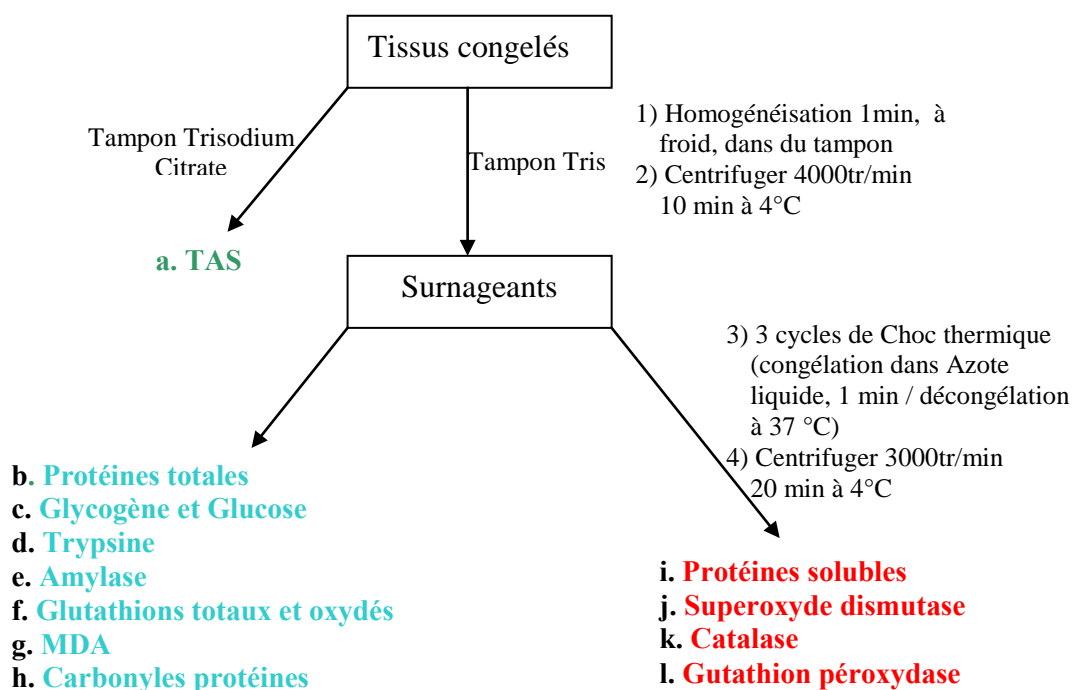 Tissus congelés
Tampon Trisodium
Citrate
Tampon Tris
1) Homogénéisation 1min, à
froid, dans du tampon
2) Centrifuger 4000tr/min
10 min à 4°C
a. TAS
Surnageants
3) 3 cycles de Choc thermique
(congélation dans Azote
liquide, 1 min / décongélation
à 37 °C)
4) Centrifuger 3000tr/min
20 min à 4°C
b. Protéines totales
c. Glycogène et Glucose
d. Trypsine
e. Amylase
f. Glutathions totaux et oxydés
g. MDA
h. Carbonyles protéines
i. Protéines solubles
j. Superoxyde dismutase
k. Catalase
l. Gutathion péroxydase